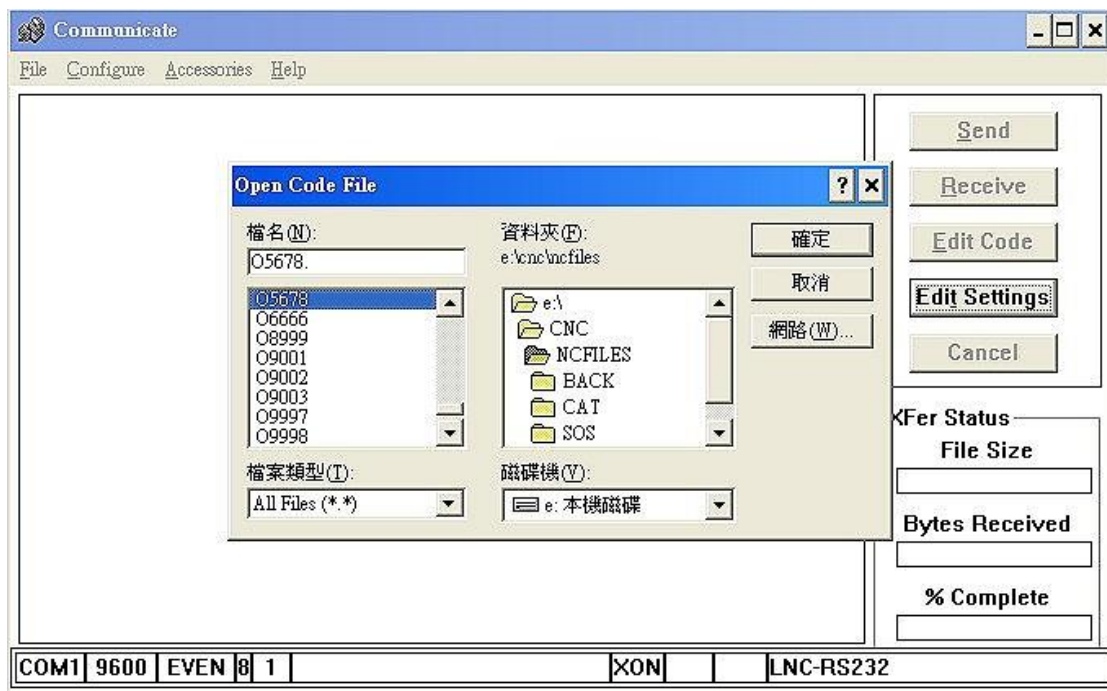 Communicate
File Configure Accessories Help
Send
Receive
Edit Code
Edit Settings
Cancel
Open Code File
檔名(N):
O5678.
O5678
O6666
O8999
O9001
O9002
O9003
O9997
O9998
檔案類型(T):
All Files (*.*)
資料夾(F):
e:\cnc\ncfiles
e:\
CNC
NCFILES
BACK
CAT
SOS
磁碟機(V):
e: 本機磁碟
確定
取消
網路(W)...
XFer Status
File Size
Bytes Received
% Complete
COM1 9600 EVEN 8 1 XON LNC-RS232